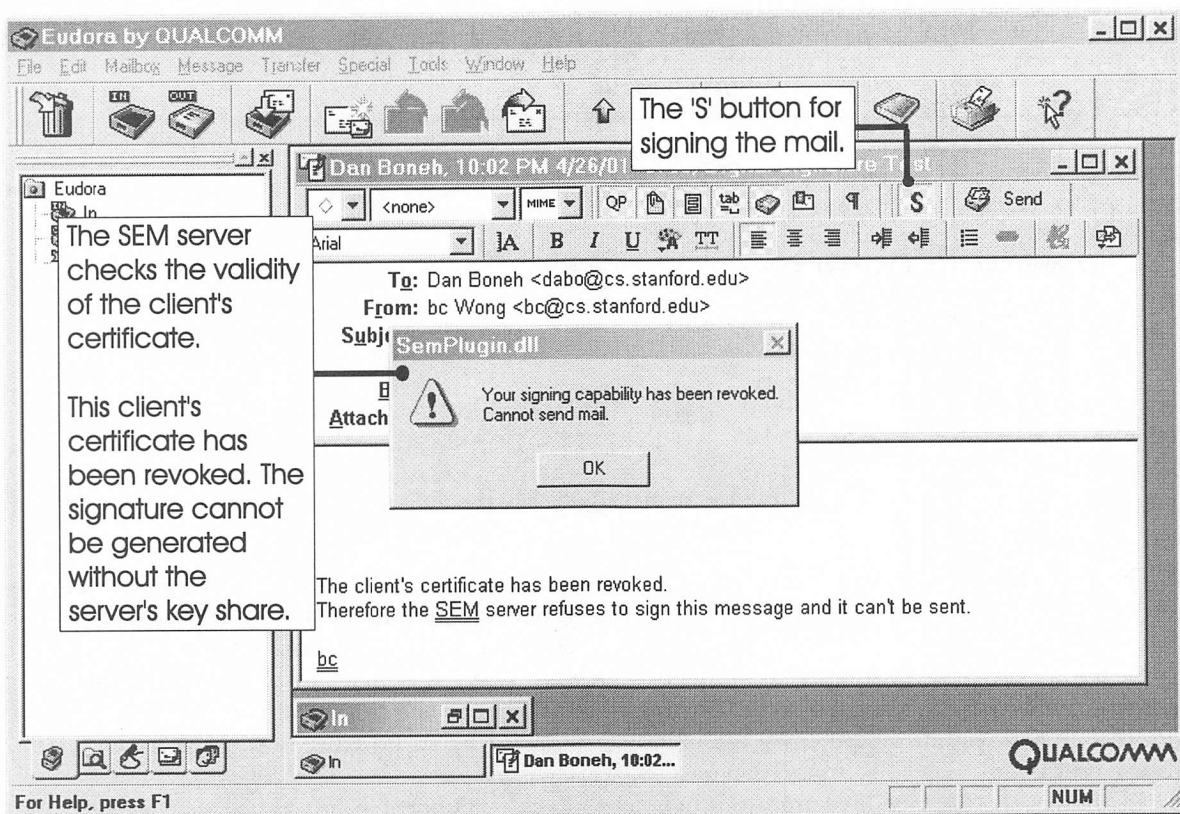 Eudora by QUALCOMM
File Edit Mailbox Message Transfer Special Tools Window Help
IN OUT
The 'S' button for
signing the mail.
Dan Boneh, 10:02 PM 4/26/01
Test
Eudora
In
<none> MIME QP tab S Send
Arial A B I U TT
The SEM server
checks the validity
of the client's
certificate.
This client's
certificate has
been revoked. The
signature cannot
be generated
without the
server's key share.
To: Dan Boneh <dabo@cs.stanford.edu>
From: bc Wong <bc@cs.stanford.edu>
Subj
B
Attach
SemPlugin.dll
Your signing capability has been revoked.
Cannot send mail.
OK
The client's certificate has been revoked.
Therefore the SEM server refuses to sign this message and it can't be sent.
bc
In
In
Dan Boneh, 10:02...
QUALCOMM
For Help, press F1
NUM